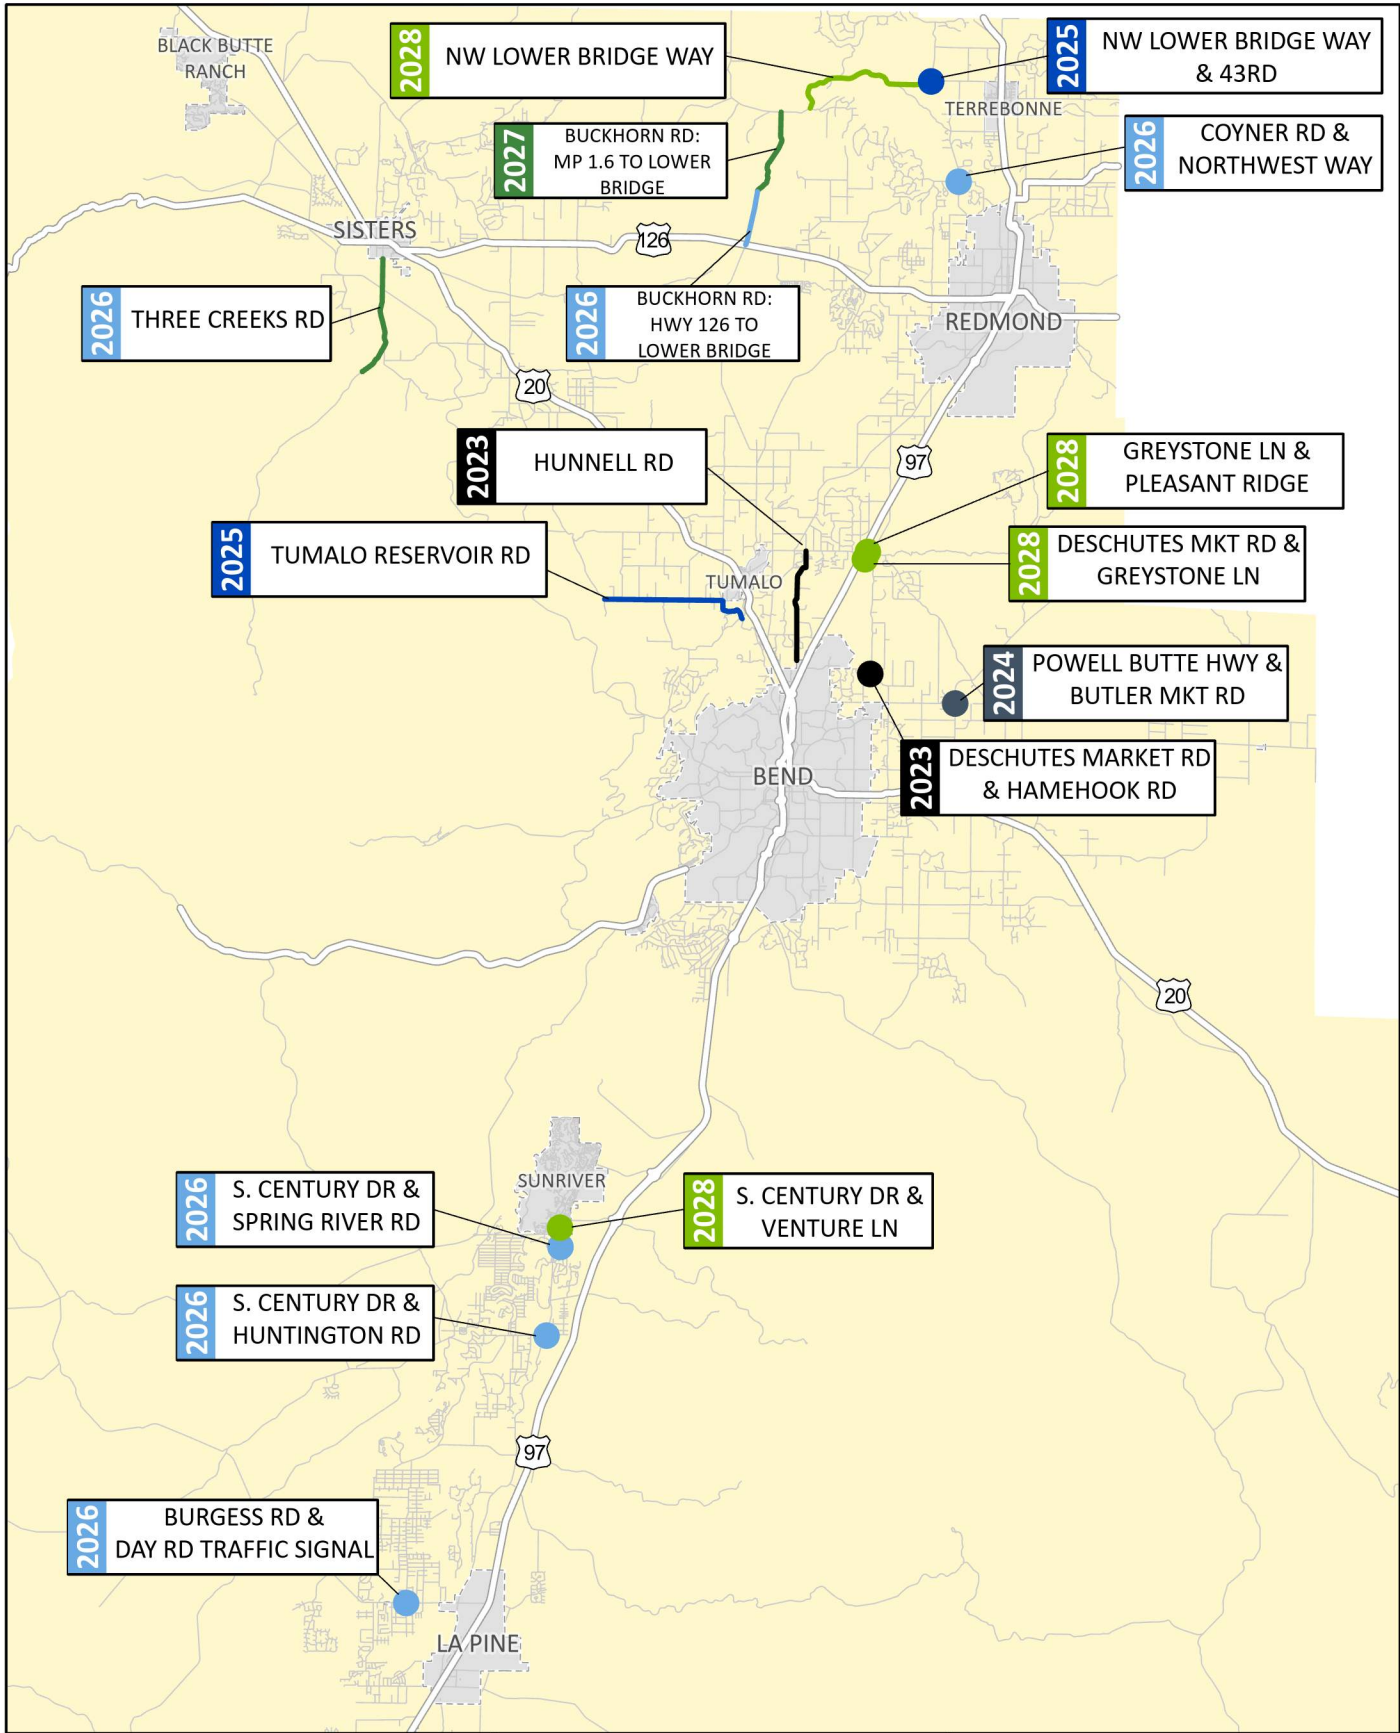 BLACK BUTTE
RANCH
2028
NW LOWER BRIDGE WAY
2025
NW LOWER BRIDGE WAY
& 43RD
TERREBONNE
2027
BUCKHORN RD:
MP 1.6 TO LOWER
BRIDGE
2026
COYNER RD &
NORTHWEST WAY
SISTERS
126
2026
THREE CREEKS RD
2026
BUCKHORN RD:
HWY 126 TO
LOWER BRIDGE
REDMOND
20
2023
HUNNELL RD
97
2028
GREYSTONE LN &
PLEASANT RIDGE
2025
TUMALO RESERVOIR RD
TUMALO
2028
DESCHUTES MKT RD &
GREYSTONE LN
2024
POWELL BUTTE HWY &
BUTLER MKT RD
BEND
2023
DESCHUTES MARKET RD
& HAMEHOOK RD
20
SUNRIVER
2026
S. CENTURY DR &
SPRING RIVER RD
2028
S. CENTURY DR &
VENTURE LN
2026
S. CENTURY DR &
HUNTINGTON RD
97
2026
BURGESS RD &
DAY RD TRAFFIC SIGNAL
LA PINE